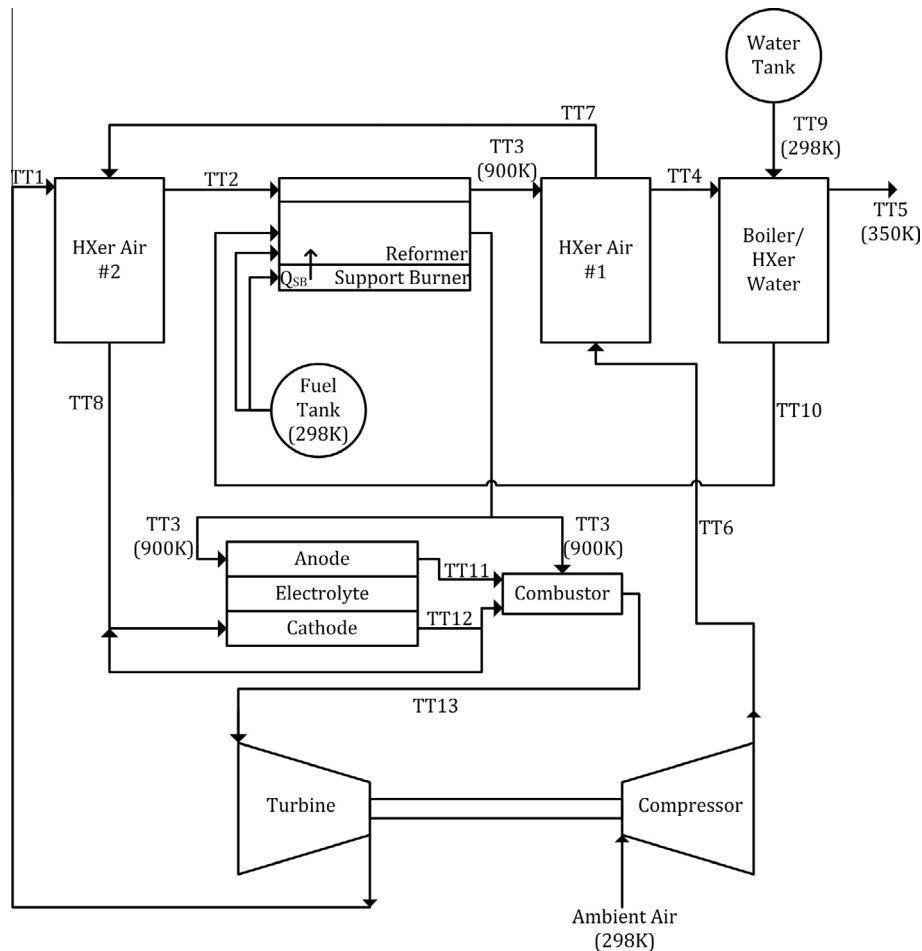 Water
Tank
TT7
TT9
(298K)
TT1
TT2
TT3
(900K)
TT4
TT5
(350K)
HXer Air
#2
Reformer
QSB
Support Burner
HXer Air
#1
Boiler/
HXer
Water
TT8
Fuel
Tank
(298K)
TT10
TT6
TT3
(900K)
TT3
(900K)
Anode
TT11
Electrolyte
Combustor
Cathode
TT12
TT13
Turbine
Compressor
Ambient Air
(298K)